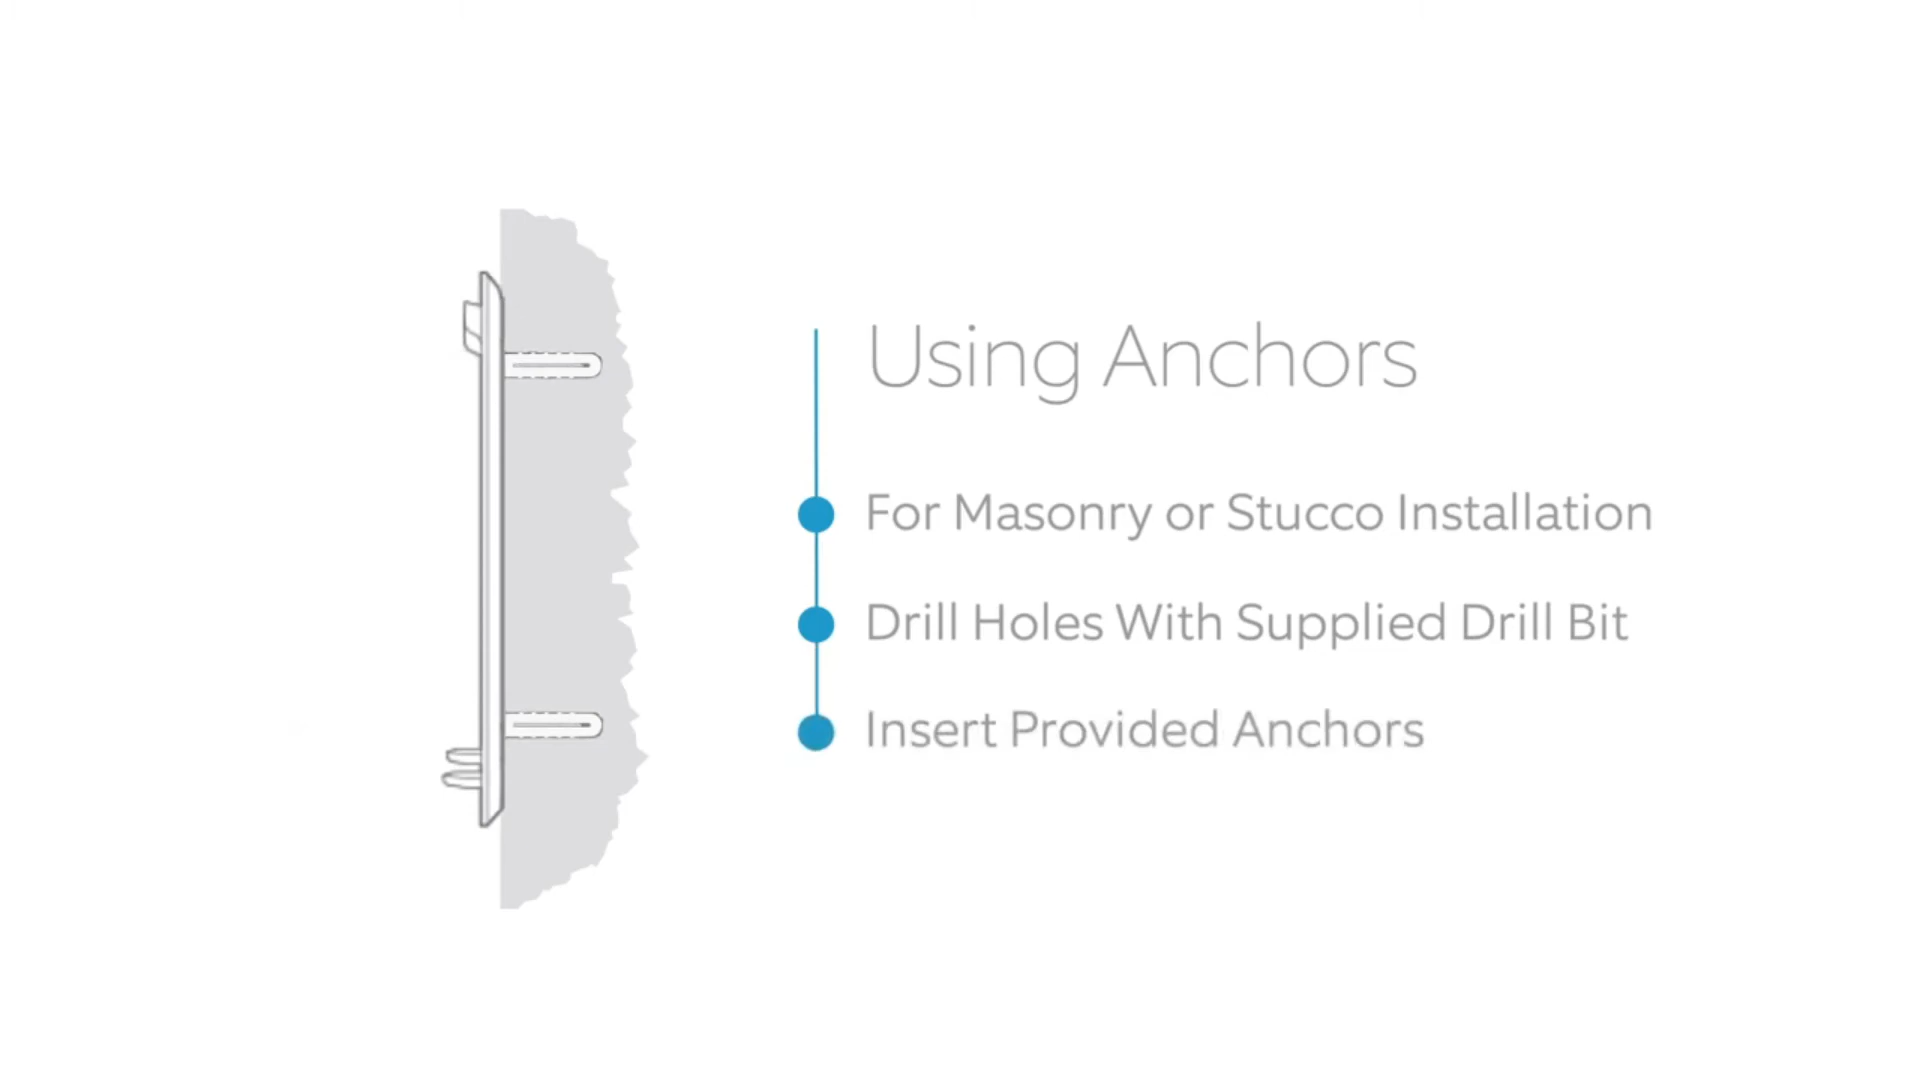 Using Anchors
For Masonry or Stucco Installation
Drill Holes With Supplied Drill Bit
Insert Provided Anchors